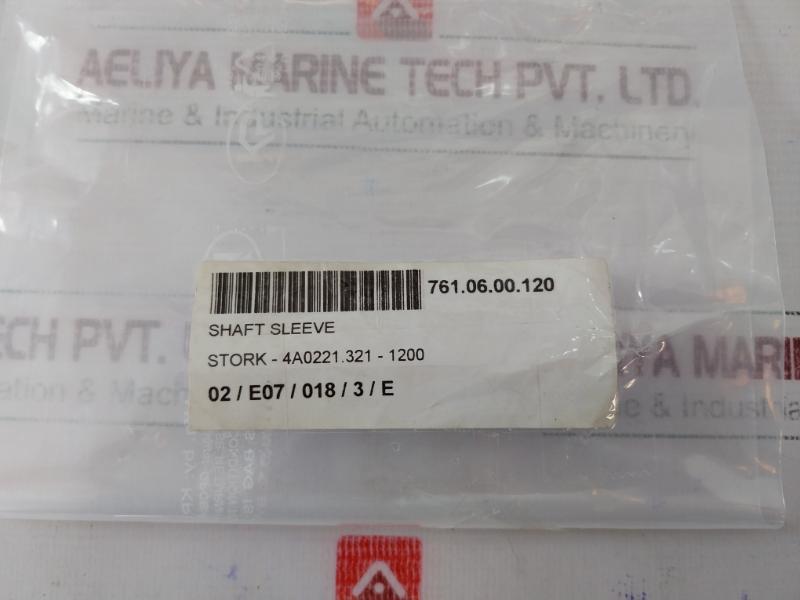 AELIYA MARINE TECH PVT. LTD.
Marine & Industrial Automation & Machinery
761.06.00.120
SHAFT SLEEVE
STORK - 4A0221.321 - 1200
02 / E07 / 018 / 3 / E
ECH PVT.
IYA MARIN
ation & Mach
e & Industria